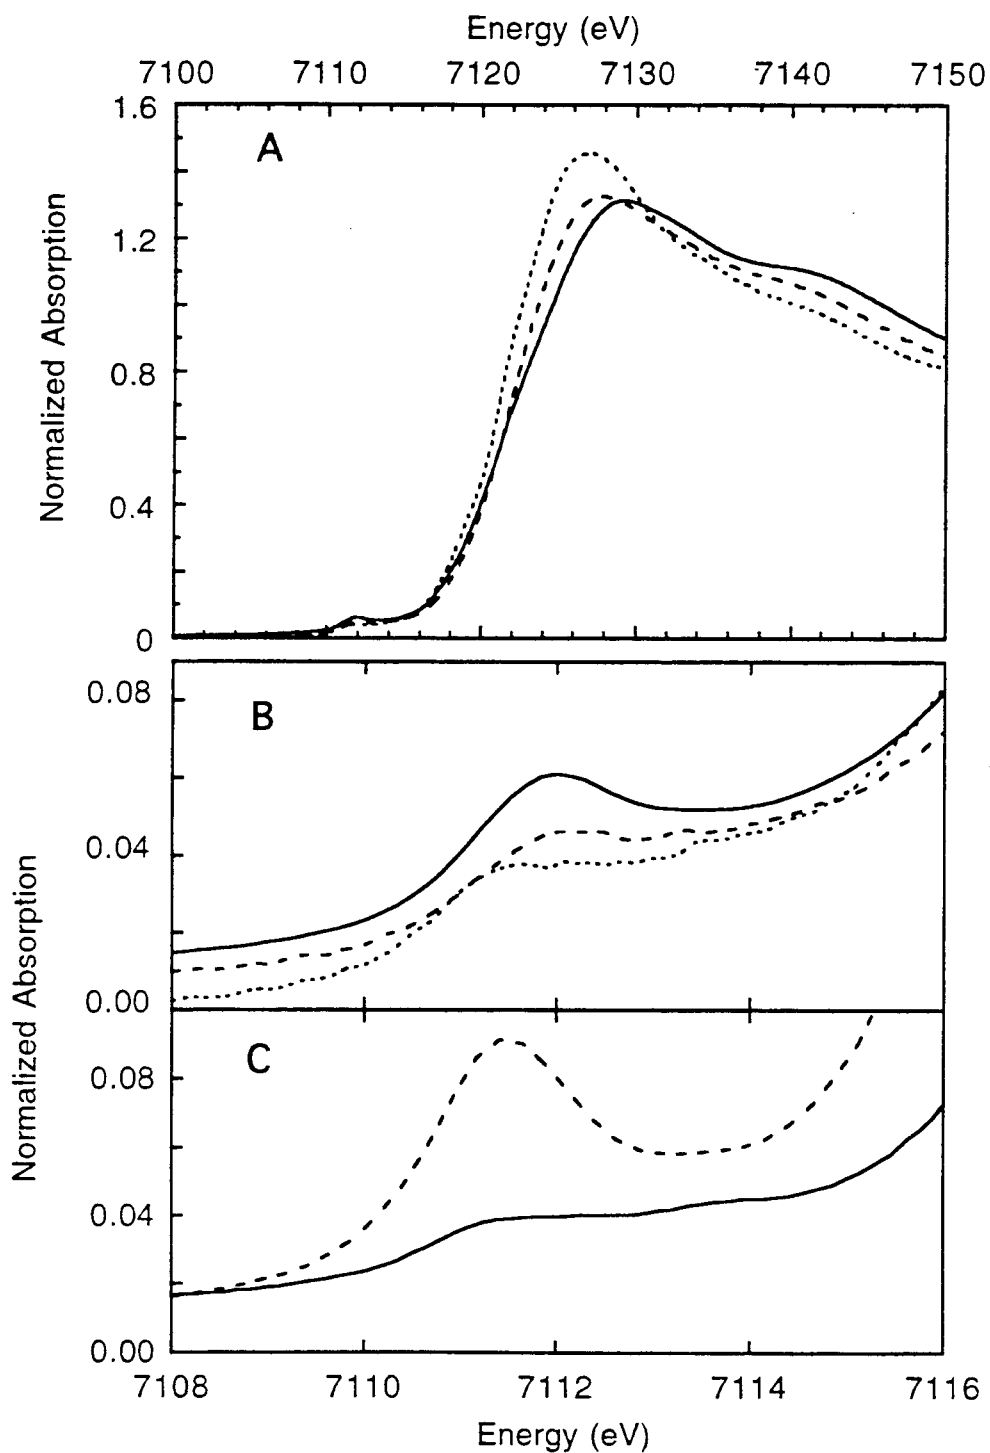 Energy (eV)
7100 7110 7120 7130 7140 7150
1.6
A
1.2
0.8
0.4
0
Normalized Absorption
0.08
B
0.04
0.00
C
0.08
0.04
0.00
Normalized Absorption
7108 7110 7112 7114 7116
Energy (eV)